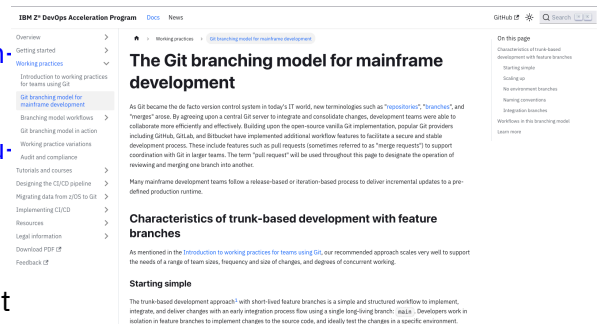 IBM Z® DevOps Acceleration Program Docs News GitHub Search
Overview
Getting started
Working practices
Introduction to working practices
for teams using Git
Git branching model for
mainframe development
Branching model workflows
Git branching model in action
Working practice variations
Audit and compliance
Tutorials and courses
Designing the CI/CD pipeline
Migrating data from z/OS to Git
Implementing CI/CD
Resources
Legal information
Download PDF
Feedback
n-
u-
t
Working practices
Git branching model for mainframe development
The Git branching model for mainframe
development
As Git became the de facto version control system in today's IT world, new terminologies such as "repositories", "branches", and
"merges" arose. By agreeing upon a central Git server to integrate and consolidate changes, development teams were able to
collaborate more efficiently and effectively. Building upon the open-source vanilla Git implementation, popular Git providers
including GitHub, GitLab, and Bitbucket have implemented additional workflow features to facilitate a secure and stable
development process. These include features such as pull requests (sometimes referred to as "merge requests") to support
coordination with Git in larger teams. The term "pull request" will be used throughout this page to designate the operation of
reviewing and merging one branch into another.
Many mainframe development teams follow a release-based or iteration-based process to deliver incremental updates to a pre-
defined production runtime.
Characteristics of trunk-based development with feature
branches
As mentioned in the Introduction to working practices for teams using Git, our recommended approach scales very well to support
the needs of a range of team sizes, frequency and size of changes, and degrees of concurrent working.
Starting simple
The trunk-based development approach1 with short-lived feature branches is a simple and structured workflow to implement,
integrate, and deliver changes with an early integration process flow using a single long-living branch: main . Developers work in
isolation in feature branches to implement changes to the source code, and ideally test the changes in a specific environment.
On this page
Characteristics of trunk-based
development with feature branches
Starting simple
Scaling up
No environment branches
Naming conventions
Integration branches
Workflows in this branching model
Learn more